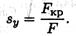 s_y = F_кр / F.